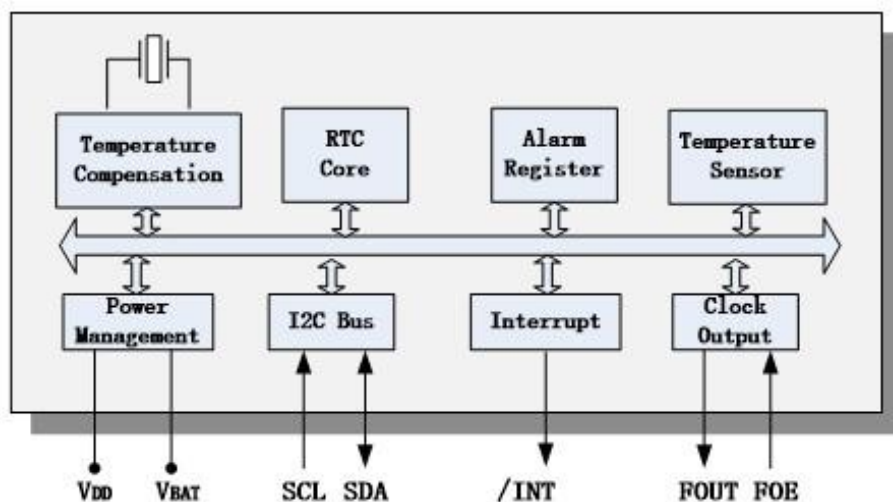 Temperature
Compensation
RTC
Core
Alarm
Register
Temperature
Sensor
Power
Management
I2C Bus
Interrupt
Clock
Output
VDD VBAT SCL SDA /INT FOUT FOE